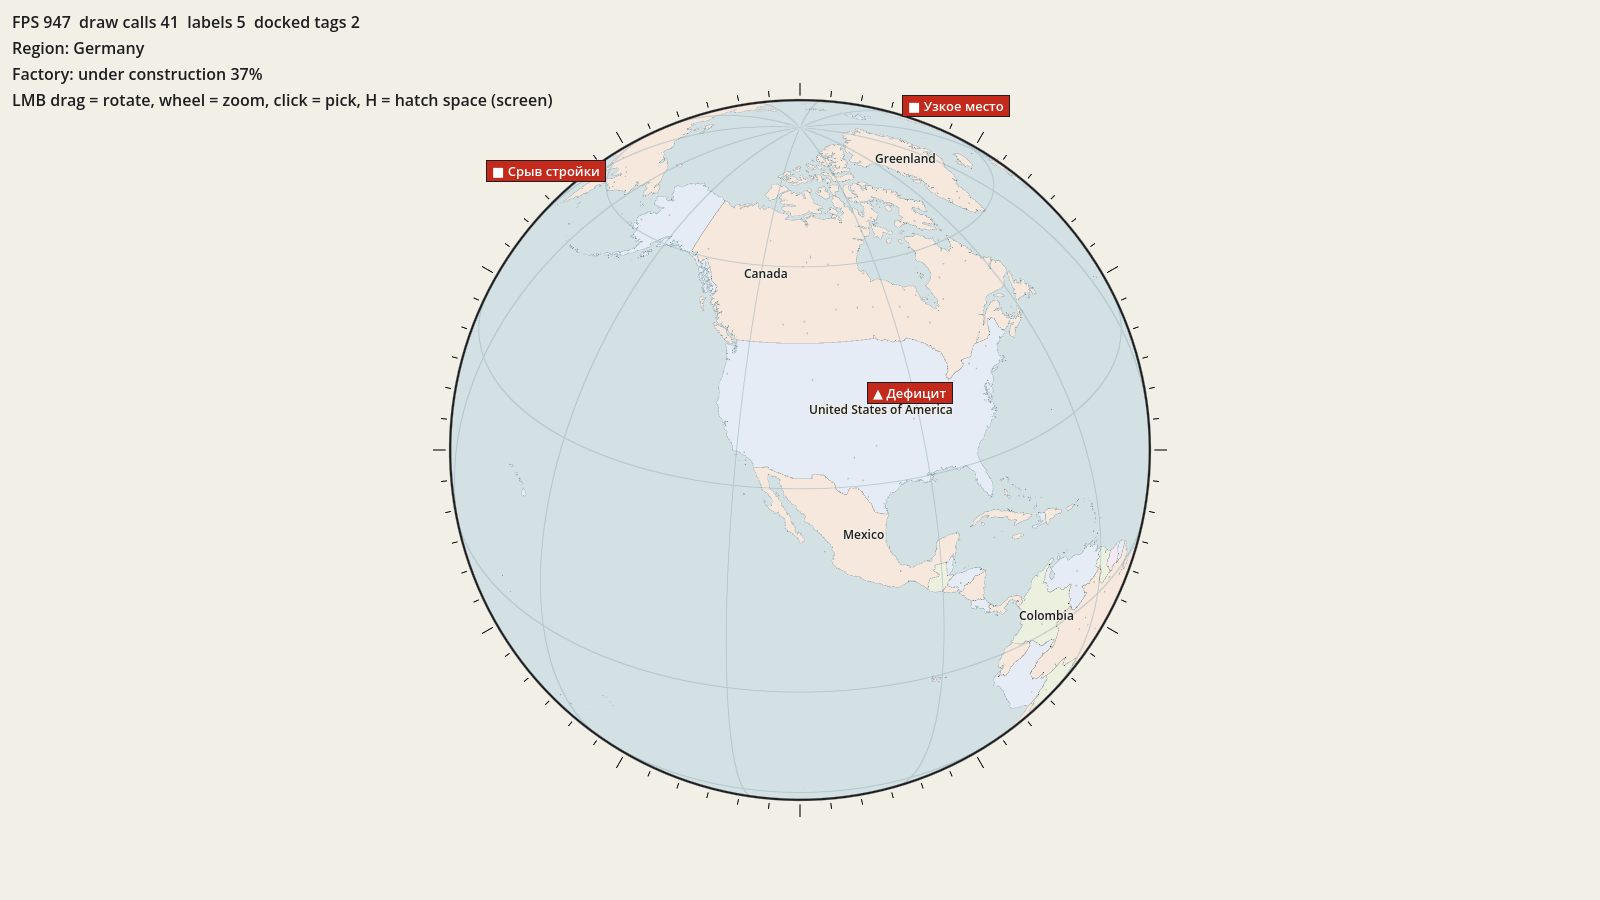 FPS 947 draw calls 41 labels 5 docked tags 2
Region: Germany
Factory: under construction 37%
LMB drag = rotate, wheel = zoom, click = pick, H = hatch space (screen)
■ Узкое место
Greenland
■ Срыв стройки
Canada
▲ Дефицит
United States of America
Mexico
Colombia